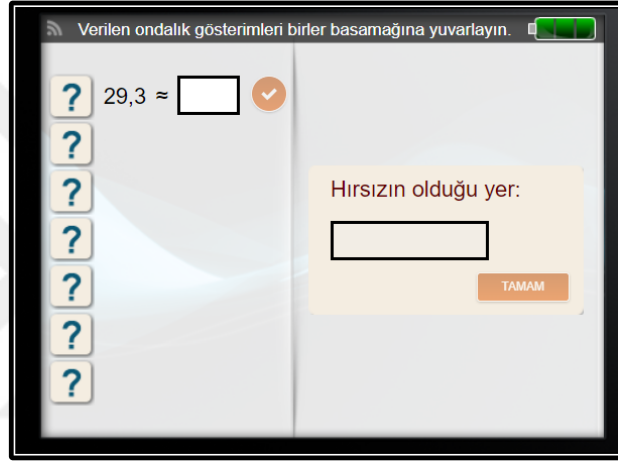 Verilen ondalık gösterimleri birler basamağına yuvarlayın.
? 29,3 ≈
?
?
?
?
?
?
Hırsızın olduğu yer:
TAMAM